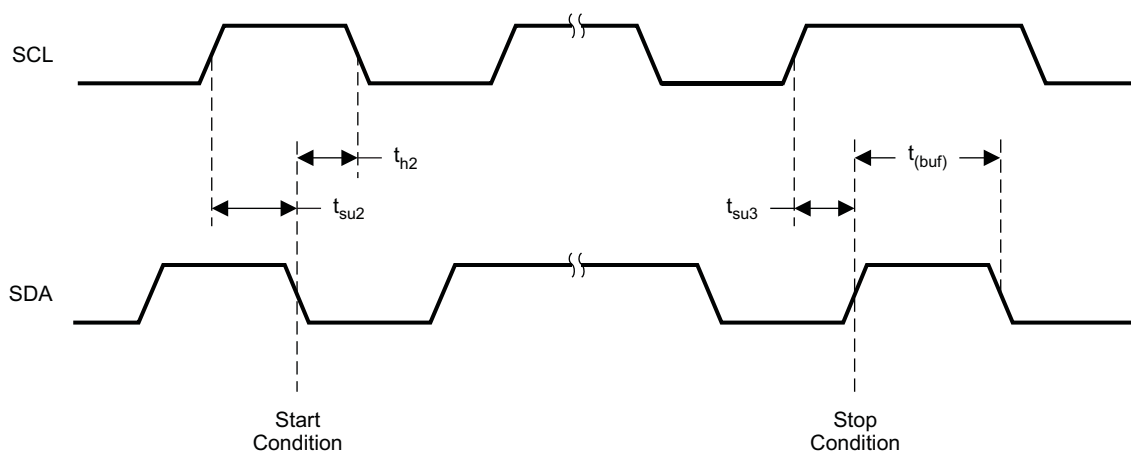 SCL
t_h2
t_(buf)
t_su2
t_su3
SDA
Start
Condition
Stop
Condition